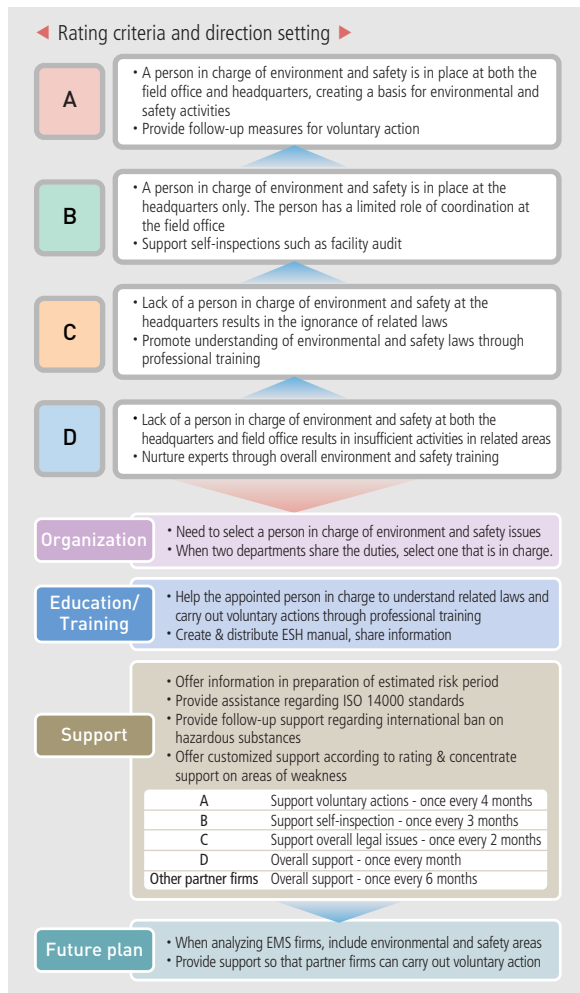 ◀ Rating criteria and direction setting ▶
A
• A person in charge of environment and safety is in place at both the
field office and headquarters, creating a basis for environmental and
safety activities
• Provide follow-up measures for voluntary action
B
• A person in charge of environment and safety is in place at the
headquarters only. The person has a limited role of coordination at
the field office
• Support self-inspections such as facility audit
C
• Lack of a person in charge of environment and safety at the
headquarters results in the ignorance of related laws
• Promote understanding of environmental and safety laws through
professional training
D
• Lack of a person in charge of environment and safety at both the
headquarters and field office results in insufficient activities in related areas
• Nurture experts through overall environment and safety training
Organization
• Need to select a person in charge of environment and safety issues
• When two departments share the duties, select one that is in charge.
Education/
Training
• Help the appointed person in charge to understand related laws and
carry out voluntary actions through professional training
• Create & distribute ESH manual, share information
Support
• Offer information in preparation of estimated risk period
• Provide assistance regarding ISO 14000 standards
• Provide follow-up support regarding international ban on
hazardous substances
• Offer customized support according to rating & concentrate
support on areas of weakness
A Support voluntary actions - once every 4 months
B Support self-inspection - once every 3 months
C Support overall legal issues - once every 2 months
D Overall support - once every month
Other partner firms Overall support - once every 6 months
Future plan
• When analyzing EMS firms, include environmental and safety areas
• Provide support so that partner firms can carry out voluntary action